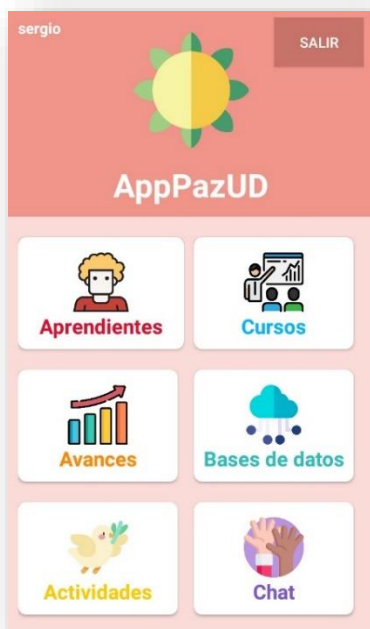 sergio
SALIR
AppPazUD
Aprendientes
Cursos
Avances
Bases de datos
Actividades
Chat